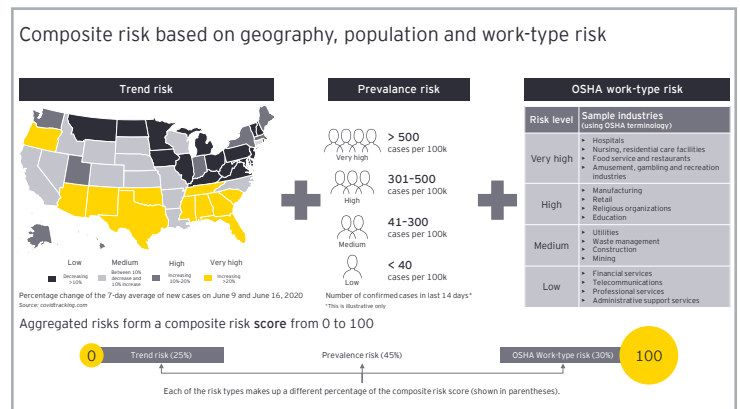 Composite risk based on geography, population and work-type risk
Trend risk
Low
Medium
High
Very high
Decreasing
>10%
Between 10%
decrease and
10% increase
Increasing
10%-20%
Increasing
>20%
Percentage change of the 7-day average of new cases on June 9 and June 16, 2020
Source: covidtracking.com
Prevalance risk
> 500
cases per 100k
Very high
301–500
cases per 100k
High
41–300
cases per 100k
Medium
< 40
cases per 100k
Low
Number of confirmed cases in last 14 days*
*This is illustrative only
OSHA work-type risk
Risk level
Sample industries
(using OSHA terminology)
Very high
▸ Hospitals
▸ Nursing, residential care facilities
▸ Food service and restaurants
▸ Amusement, gambling and recreation
industries
High
▸ Manufacturing
▸ Retail
▸ Religious organizations
▸ Education
Medium
▸ Utilities
▸ Waste management
▸ Construction
▸ Mining
Low
▸ Financial services
▸ Telecommunications
▸ Professional services
▸ Administrative support services
Aggregated risks form a composite risk score from 0 to 100
0
Trend risk (25%)
Prevalence risk (45%)
OSHA Work-type risk (30%)
100
Each of the risk types makes up a different percentage of the composite risk score (shown in parentheses).